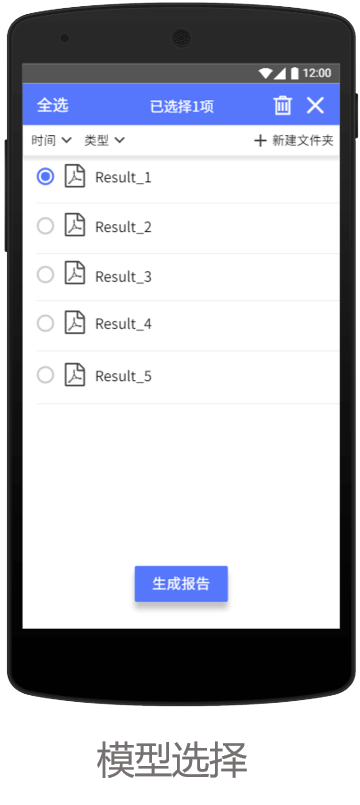 12:00
全选 已选择1项
时间 类型 新建文件夹
Result_1
Result_2
Result_3
Result_4
Result_5
生成报告
模型选择